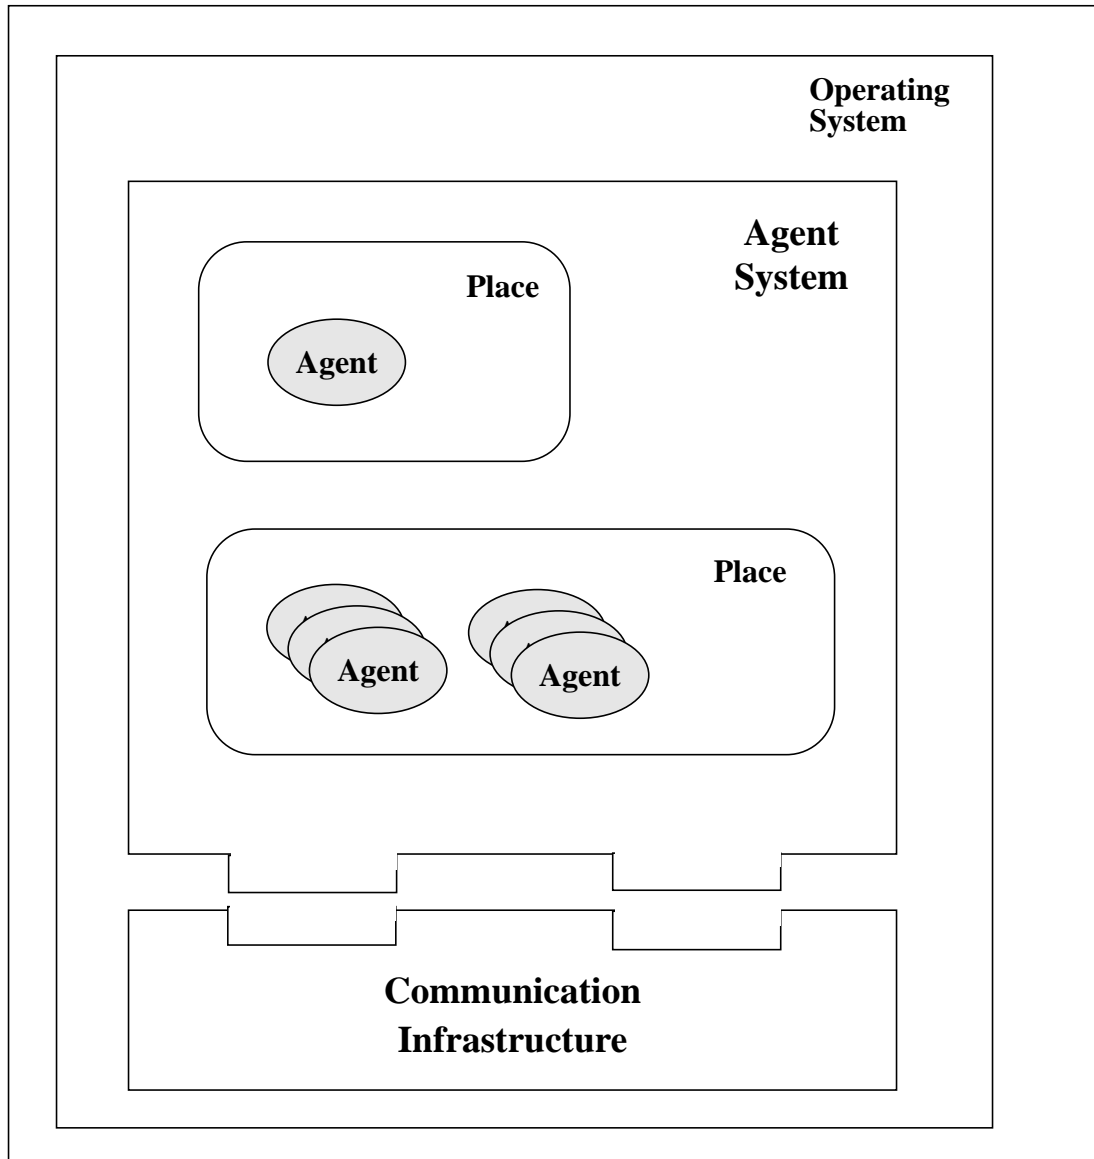 Operating
System
Agent
System
Place
Agent
Place
Agent
Agent
Communication
Infrastructure